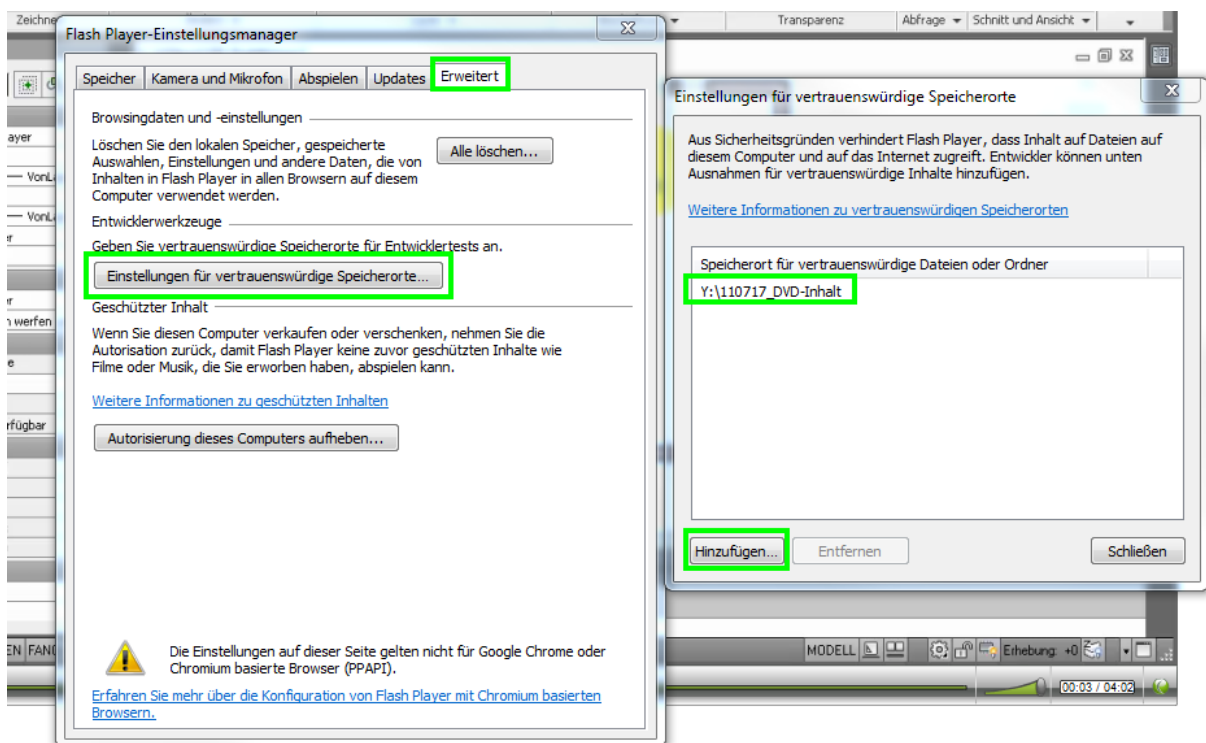 Zeichne
Transparenz
Abfrage
Schnitt und Ansicht
Flash Player-Einstellungsmanager
Speicher
Kamera und Mikrofon
Abspielen
Updates
Erweitert
Browsingdaten und -einstellungen
Löschen Sie den lokalen Speicher, gespeicherte
Auswahlen, Einstellungen und andere Daten, die von
Inhalten in Flash Player in allen Browsern auf diesem
Computer verwendet werden.
Alle löschen...
Entwicklerwerkzeuge
Geben Sie vertrauenswürdige Speicherorte für Entwicklertests an.
Einstellungen für vertrauenswürdige Speicherorte...
Geschützter Inhalt
Wenn Sie diesen Computer verkaufen oder verschenken, nehmen Sie die
Autorisation zurück, damit Flash Player keine zuvor geschützten Inhalte wie
Filme oder Musik, die Sie erworben haben, abspielen kann.
Weitere Informationen zu geschützten Inhalten
Autorisierung dieses Computers aufheben...
Die Einstellungen auf dieser Seite gelten nicht für Google Chrome oder
Chromium basierte Browser (PPAPI).
Erfahren Sie mehr über die Konfiguration von Flash Player mit Chromium basierten
Browsern.
ayer
VonLa
VonLa
er
er
n werfen
e
rfügbar
EN FANG
Einstellungen für vertrauenswürdige Speicherorte
Aus Sicherheitsgründen verhindert Flash Player, dass Inhalt auf Dateien auf
diesem Computer und auf das Internet zugreift. Entwickler können unten
Ausnahmen für vertrauenswürdige Inhalte hinzufügen.
Weitere Informationen zu vertrauenswürdigen Speicherorten
Speicherort für vertrauenswürdige Dateien oder Ordner
Y:\110717_DVD-Inhalt
Hinzufügen...
Entfernen
Schließen
MODELL
Erhebung: +0
00:03 / 04:02